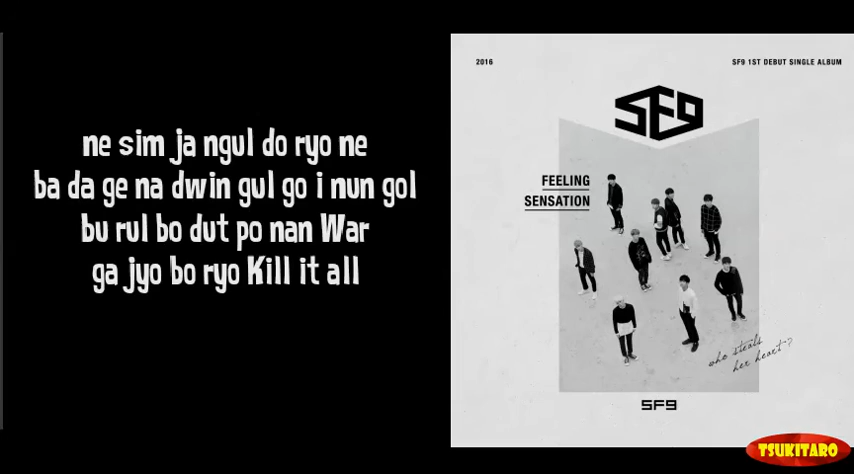 ne sim ja ngul do ryo ne
ba da ge na dwin gul go i nun gol
bu rul bo dut po nan War
ga jyo bo ryo Kill it all
2016
SF9 1ST DEBUT SINGLE ALBUM
SF9
FEELING
SENSATION
who steals
her heart?
SF9
TSUKITARO